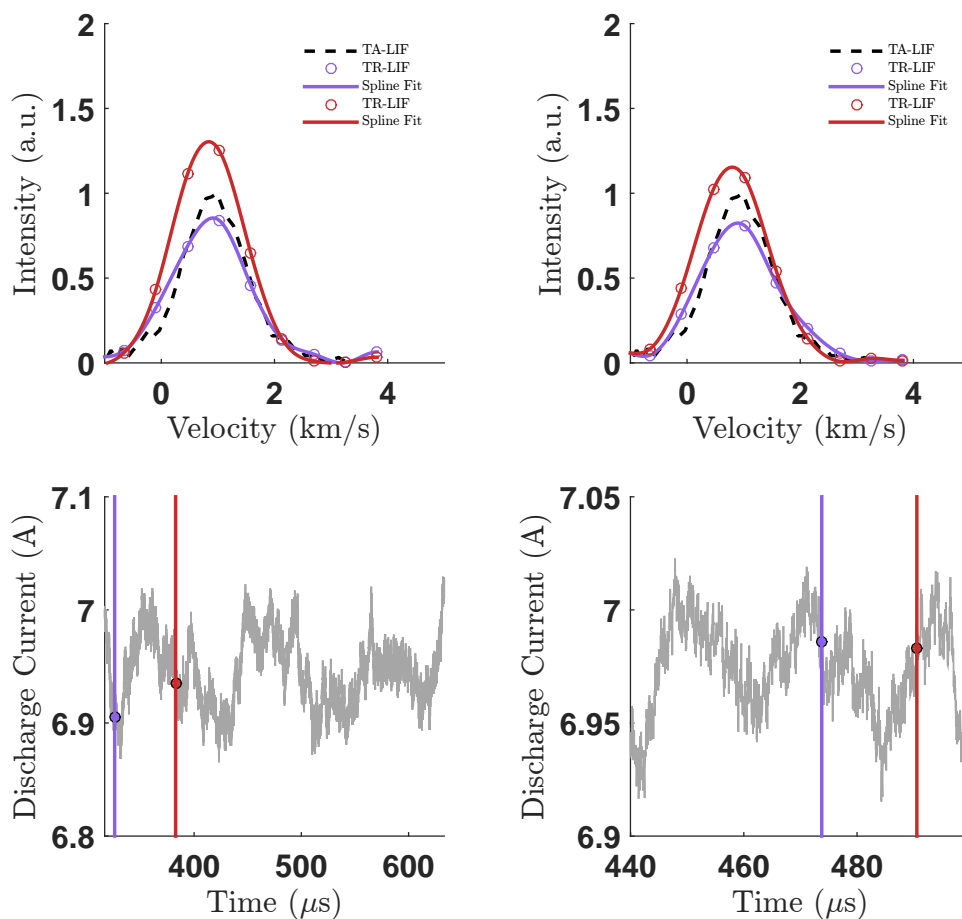 2
1.5
1
0.5
0
Intensity (a.u.)
TA-LIF
TR-LIF
Spline Fit
TR-LIF
Spline Fit
0 2 4
Velocity (km/s)
2
1.5
1
0.5
0
Intensity (a.u.)
TA-LIF
TR-LIF
Spline Fit
TR-LIF
Spline Fit
0 2 4
Velocity (km/s)
7.1
7
6.9
6.8
Discharge Current (A)
400 500 600
Time (μs)
7.05
7
6.95
6.9
Discharge Current (A)
440 460 480
Time (μs)